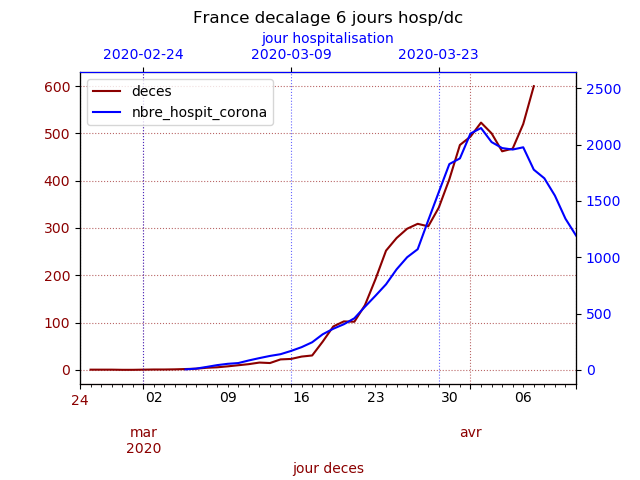 France decalage 6 jours hosp/dc
jour hospitalisation
2020-02-24 2020-03-09 2020-03-23
deces
nbre_hospit_corona
600
500
400
300
200
100
0
2500
2000
1500
1000
500
0
24 02 09 16 23 30 06
mar avr
2020
jour deces